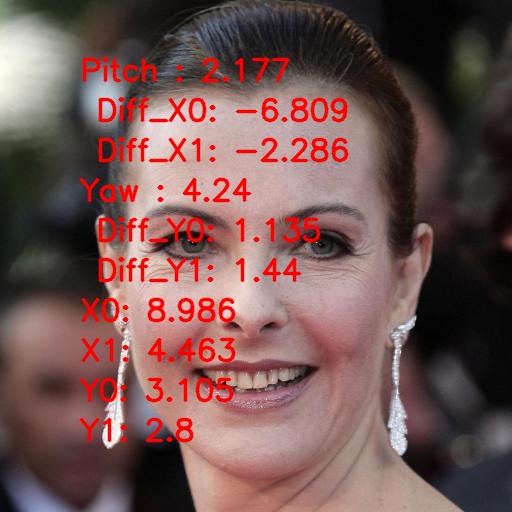 Pitch : 2.177
Diff_X0: -6.809
Diff_X1: -2.286
Yaw : 4.24
Diff_Y0: 1.135
Diff_Y1: 1.44
X0: 8.986
X1: 4.463
Y0: 3.105
Y1: 2.8